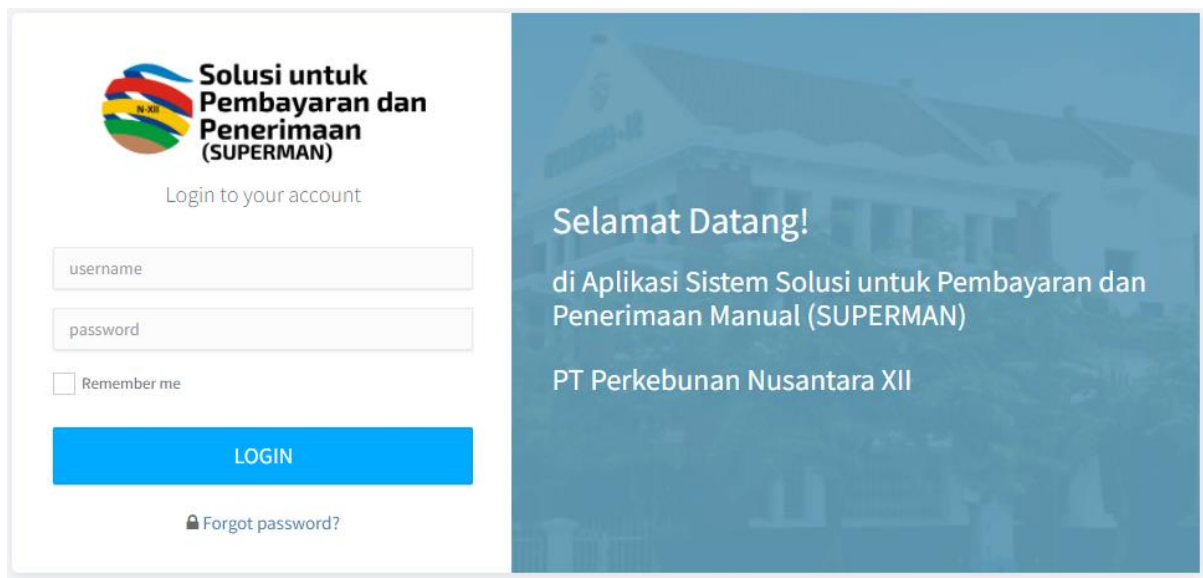 N-XII
Solusi untuk
Pembayaran dan
Penerimaan
(SUPERMAN)
Login to your account
username
password
Remember me
LOGIN
Forgot password?
Selamat Datang!
di Aplikasi Sistem Solusi untuk Pembayaran dan
Penerimaan Manual (SUPERMAN)
PT Perkebunan Nusantara XII